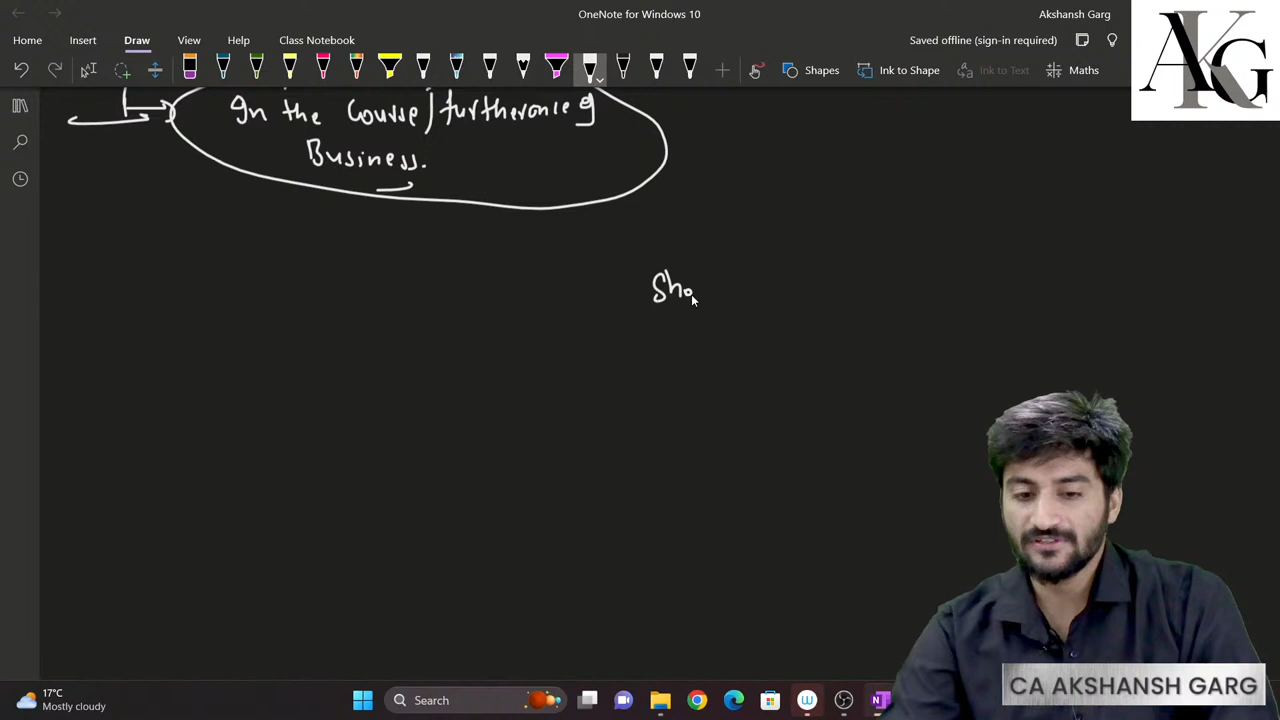 OneNote for Windows 10
Akshansh Garg
Home Insert Draw View Help Class Notebook
Saved offline (sign-in required)
Shapes Ink to Shape Ink to Text Maths
AKG
In the Course/furtherance of
Business.
Sho
17°C
Mostly cloudy
Search
CA AKSHANSH GARG